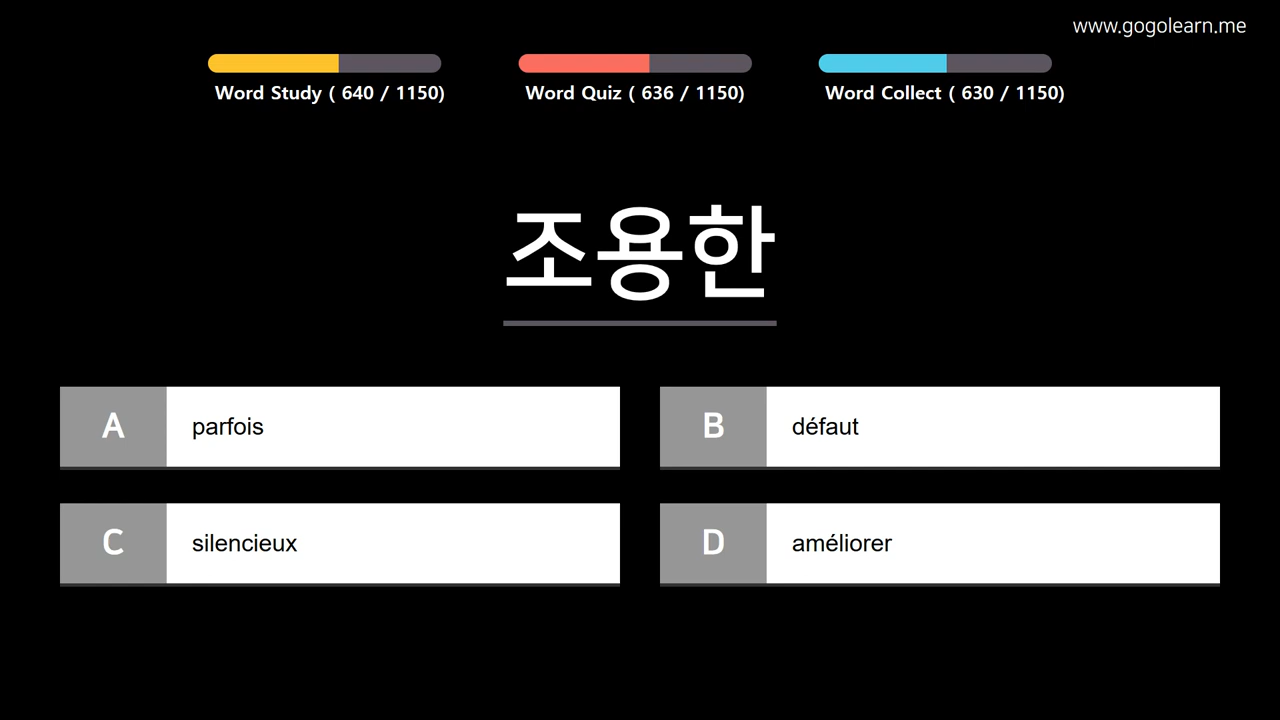 www.gogolearn.me
Word Study ( 640 / 1150)
Word Quiz ( 636 / 1150)
Word Collect ( 630 / 1150)
조용한
A parfois
B défaut
C silencieux
D améliorer